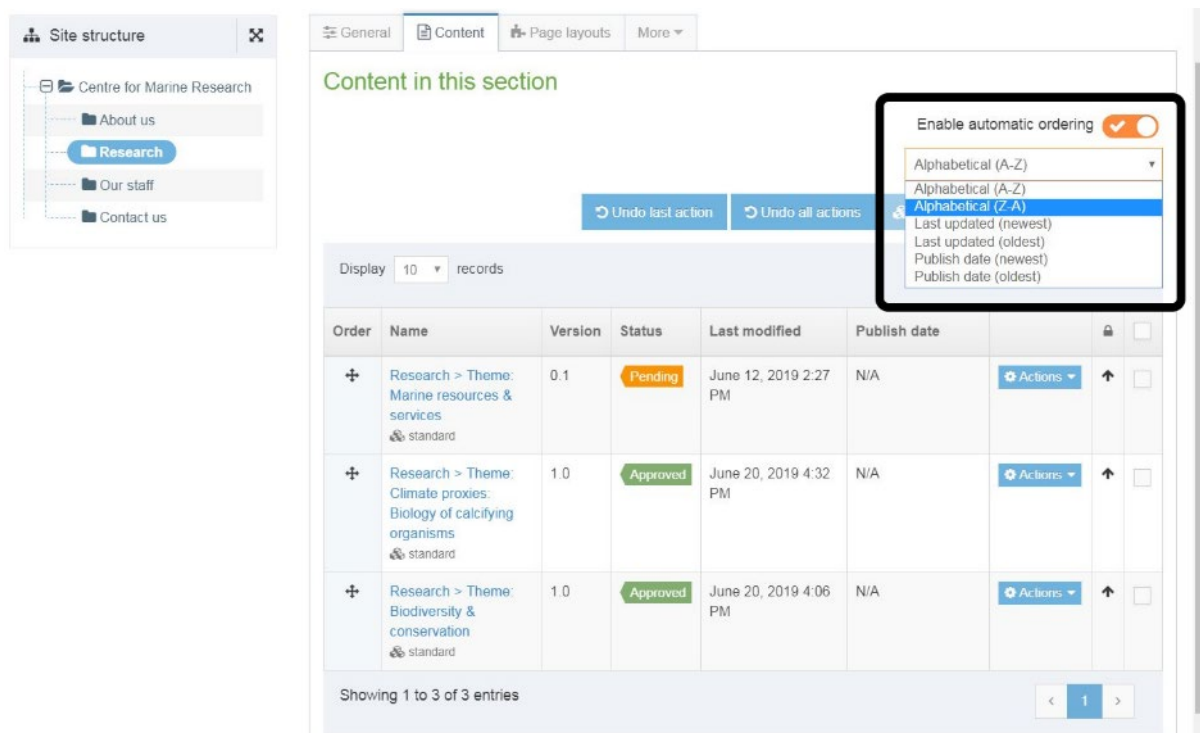 Site structure
Centre for Marine Research
About us
Research
Our staff
Contact us
General
Content
Page layouts
More
Content in this section
Enable automatic ordering
Alphabetical (A-Z)
Alphabetical (A-Z)
Alphabetical (Z-A)
Last updated (newest)
Last updated (oldest)
Publish date (newest)
Publish date (oldest)
Undo last action
Undo all actions
Display 10 records
Order Name Version Status Last modified Publish date
Research > Theme: 0.1 Pending June 12, 2019 2:27 N/A Actions
Marine resources & PM
services
standard
Research > Theme: 1.0 Approved June 20, 2019 4:32 N/A Actions
Climate proxies: PM
Biology of calcifying
organisms
standard
Research > Theme: 1.0 Approved June 20, 2019 4:06 N/A Actions
Biodiversity & PM
conservation
standard
Showing 1 to 3 of 3 entries
< 1 >